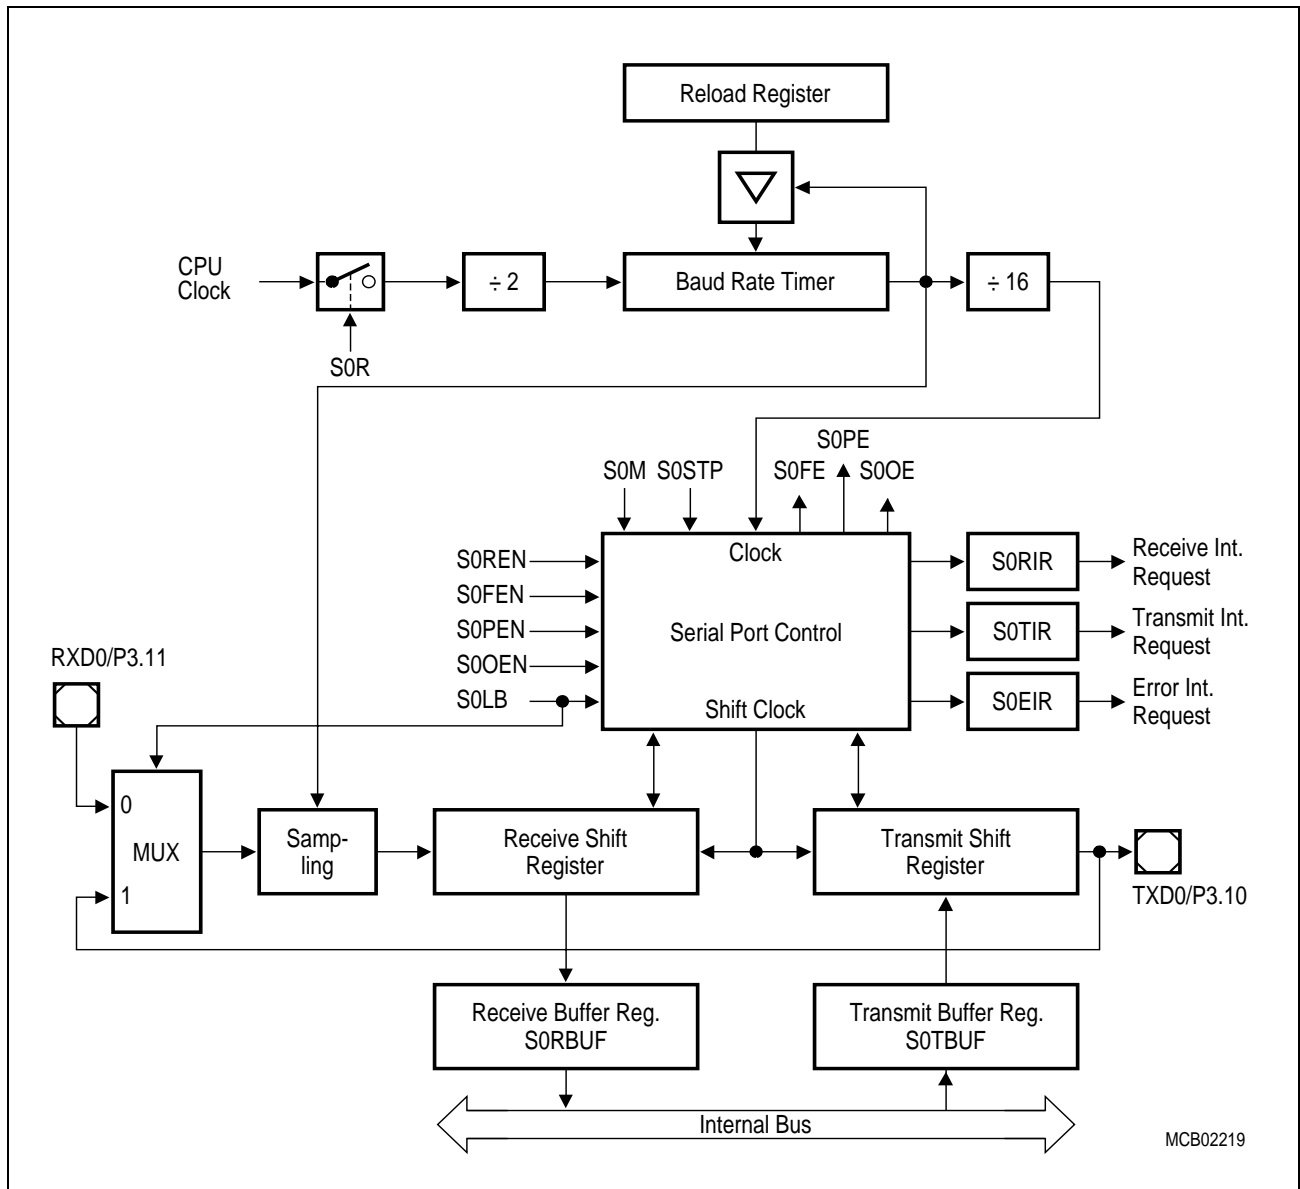 Reload Register
CPU
Clock
÷ 2
Baud Rate Timer
÷ 16
S0R
S0PE
S0M
S0STP
S0FE
S0OE
Clock
S0REN
S0FEN
S0PEN
S0OEN
S0LB
Serial Port Control
Shift Clock
S0RIR
Receive Int.
Request
S0TIR
Transmit Int.
Request
S0EIR
Error Int.
Request
RXD0/P3.11
0
MUX
1
Samp-
ling
Receive Shift
Register
Transmit Shift
Register
TXD0/P3.10
Receive Buffer Reg.
S0RBUF
Transmit Buffer Reg.
S0TBUF
Internal Bus
MCB02219